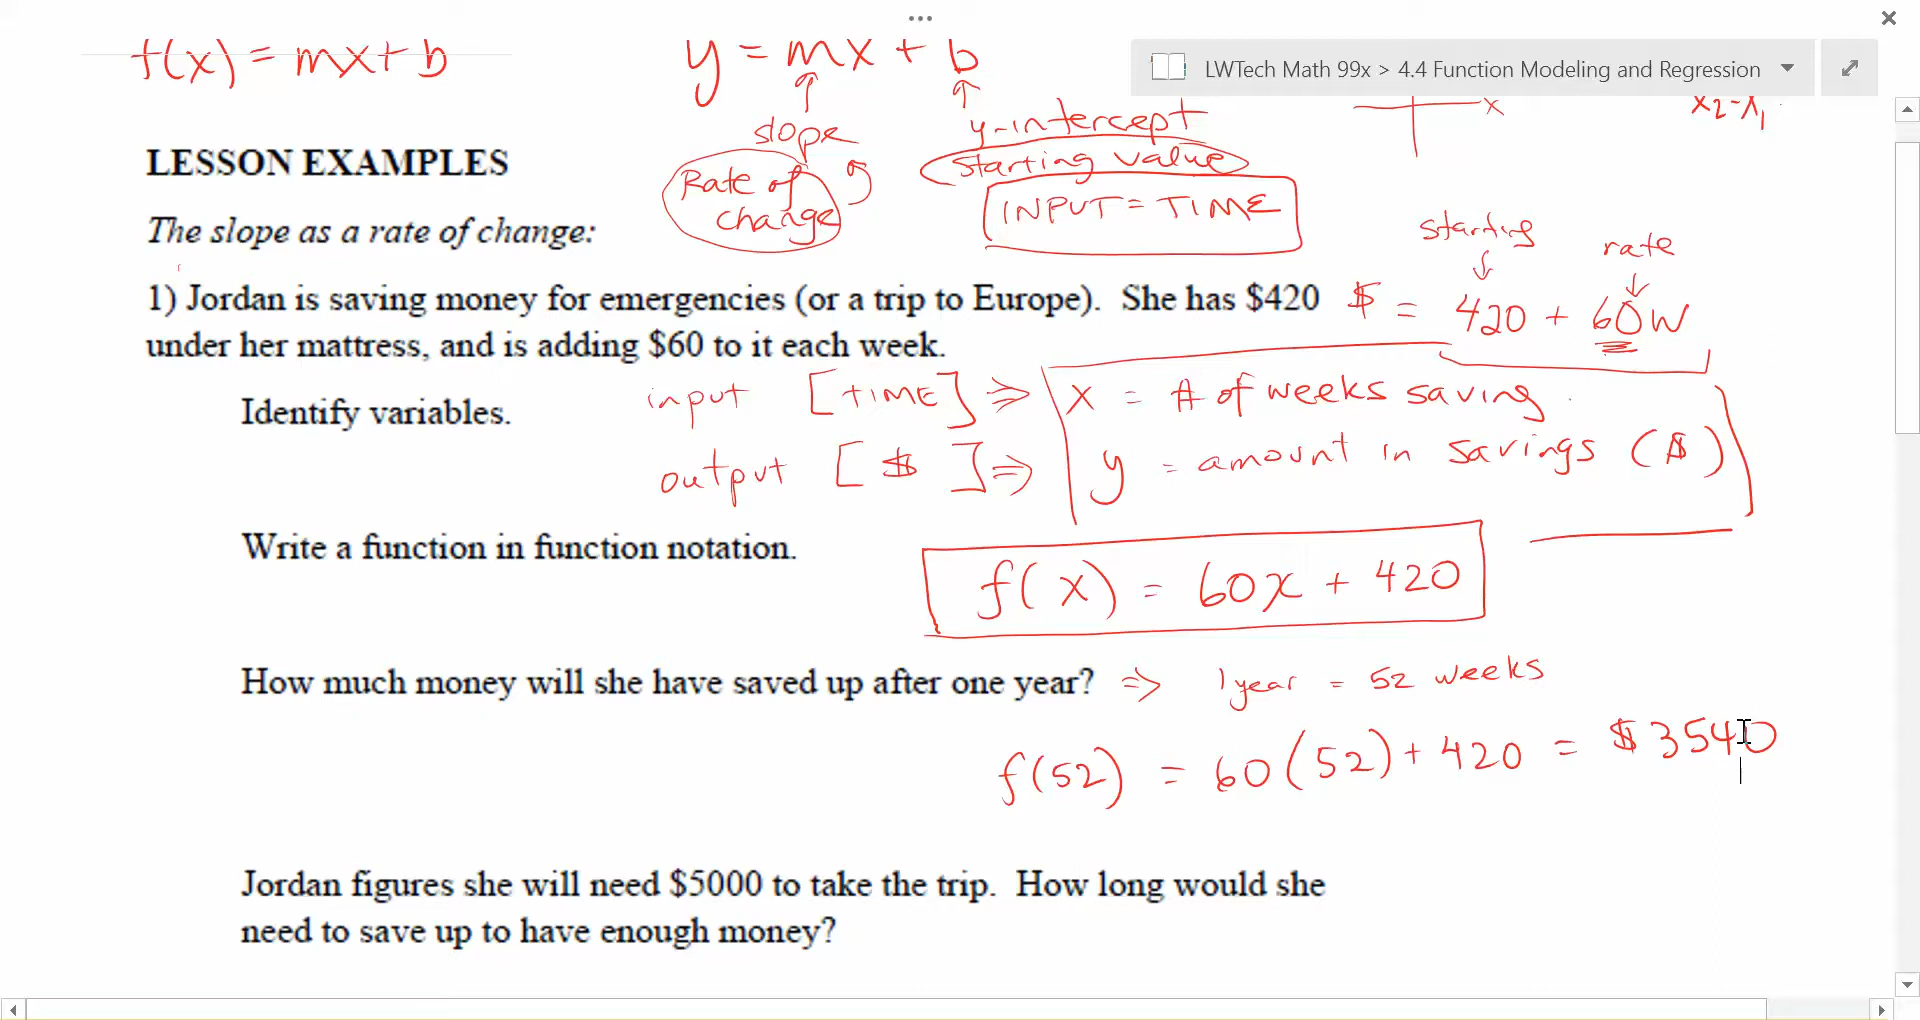 f(x) = mx + b
y = mx + b
LWTech Math 99x > 4.4 Function Modeling and Regression
slope
y-intercept
x
x₂-x₁
LESSON EXAMPLES
Rate of change
starting value
INPUT = TIME
The slope as a rate of change:
starting
rate
1) Jordan is saving money for emergencies (or a trip to Europe). She has $420
$ = 420 + 60w
under her mattress, and is adding $60 to it each week.
Identify variables.
input [TIME] ⇒ x = # of weeks saving
output [ $ ] ⇒ y = amount in savings ($)
Write a function in function notation.
f(x) = 60x + 420
How much money will she have saved up after one year? ⇒ 1 year = 52 weeks
f(52) = 60(52) + 420 = $3540
Jordan figures she will need $5000 to take the trip. How long would she
need to save up to have enough money?